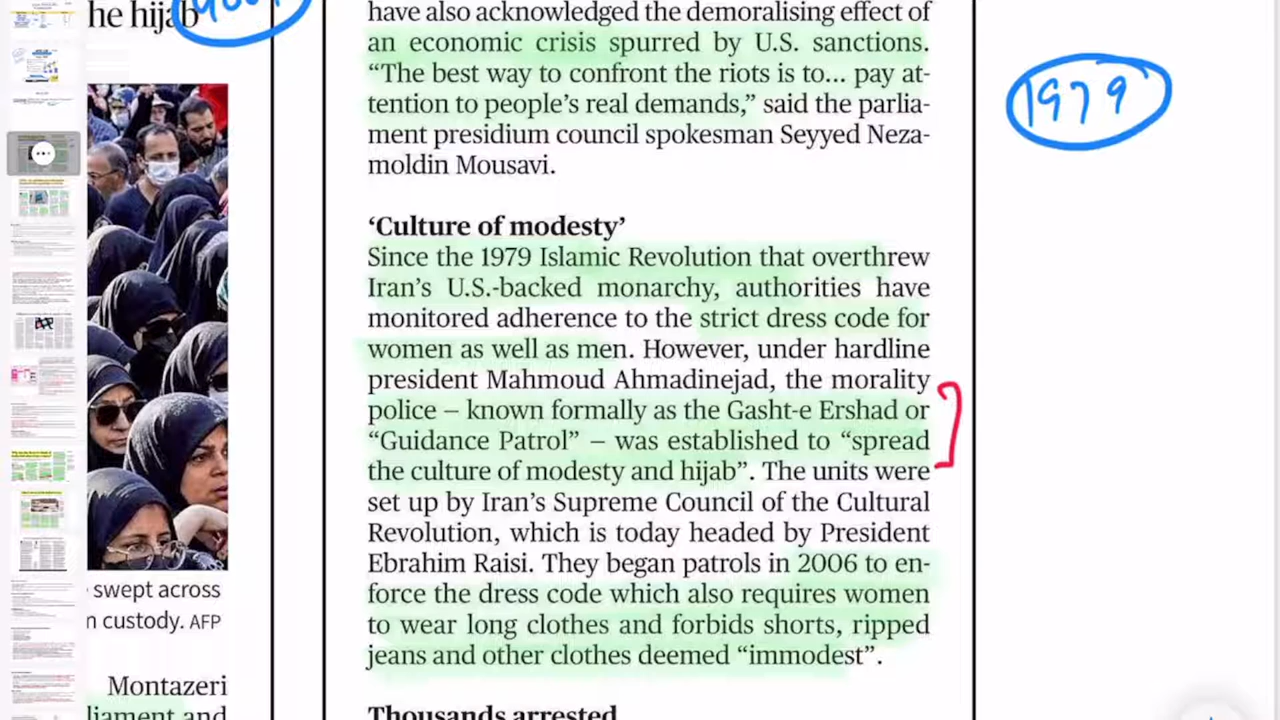 he hijab
swept across
n custody. AFP
Montazeri
liament and
have also acknowledged the demoralising effect of
an economic crisis spurred by U.S. sanctions.
“The best way to confront the riots is to... pay at-
tention to people’s real demands,” said the parlia-
ment presidium council spokesman Seyyed Neza-
moldin Mousavi.
‘Culture of modesty’
Since the 1979 Islamic Revolution that overthrew
Iran’s U.S.-backed monarchy, authorities have
monitored adherence to the strict dress code for
women as well as men. However, under hardline
president Mahmoud Ahmadinejad, the morality
police – known formally as the Gasht-e Ershad or
“Guidance Patrol” – was established to “spread
the culture of modesty and hijab”. The units were
set up by Iran’s Supreme Council of the Cultural
Revolution, which is today headed by President
Ebrahim Raisi. They began patrols in 2006 to en-
force the dress code which also requires women
to wear long clothes and forbids shorts, ripped
jeans and other clothes deemed “immodest”.
Thousands arrested
1979